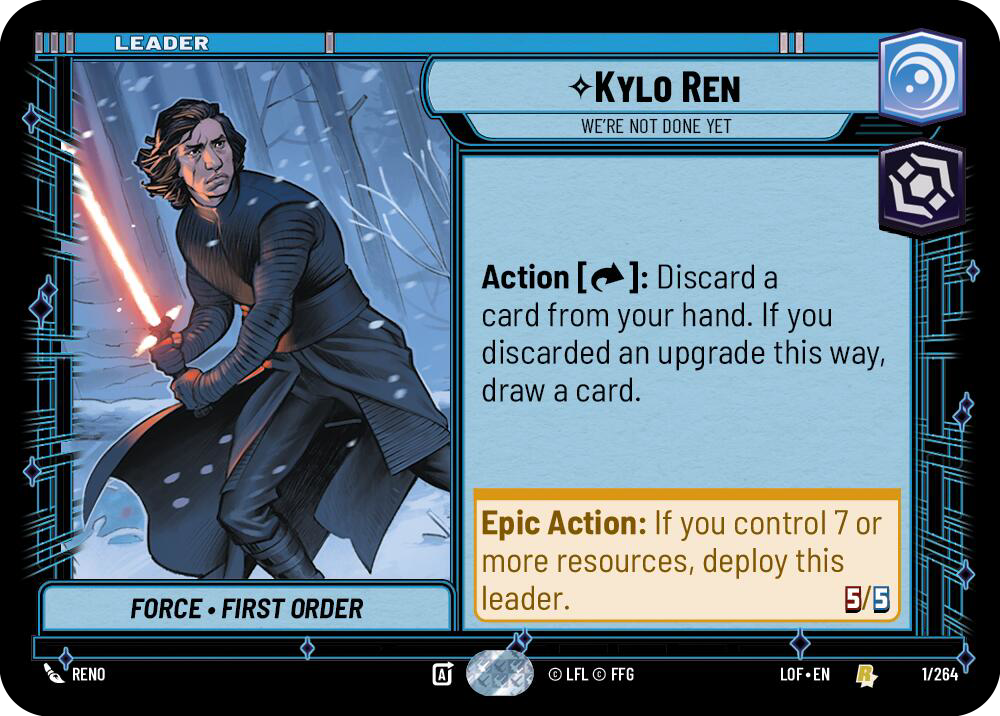 LEADER
KYLO REN
WE'RE NOT DONE YET
Action [ ]: Discard a
card from your hand. If you
discarded an upgrade this way,
draw a card.
Epic Action: If you control 7 or
more resources, deploy this
leader.
5/5
FORCE • FIRST ORDER
RENO
A
© LFL © FFG
LOF • EN
R
1/264